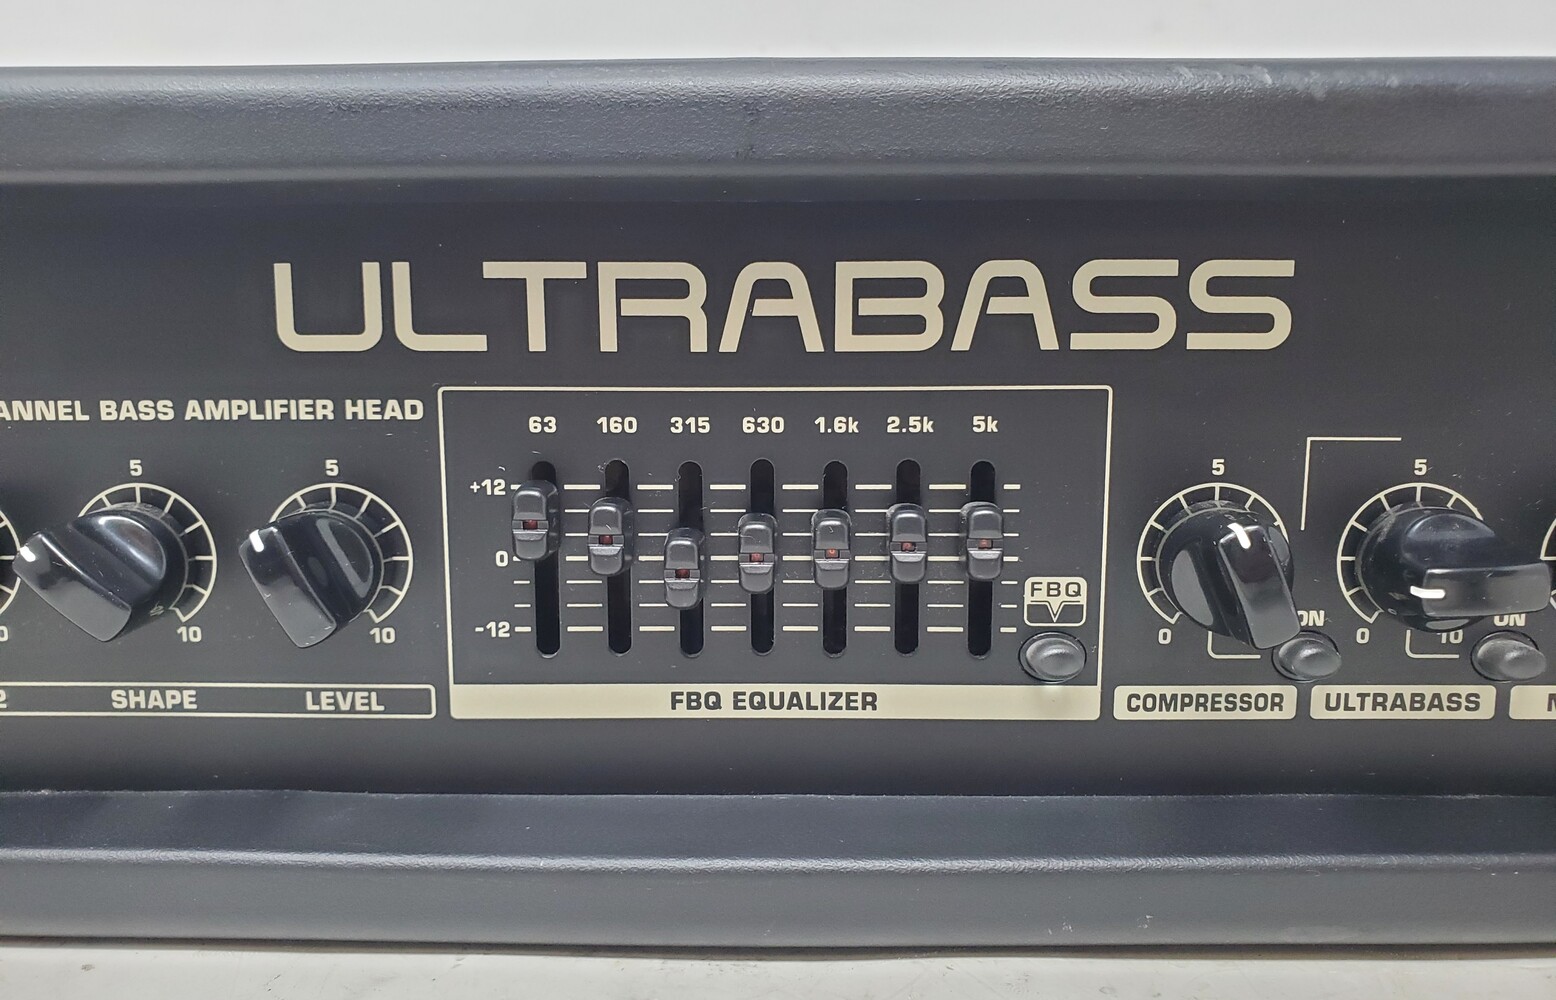 ULTRABASS
ANNEL BASS AMPLIFIER HEAD
63 160 315 630 1.6k 2.5k 5k
5 5 5 5
+12
0
-12
FBQ
10 10 0 ON 0 10 ON
2 SHAPE LEVEL
FBQ EQUALIZER
COMPRESSOR ULTRABASS